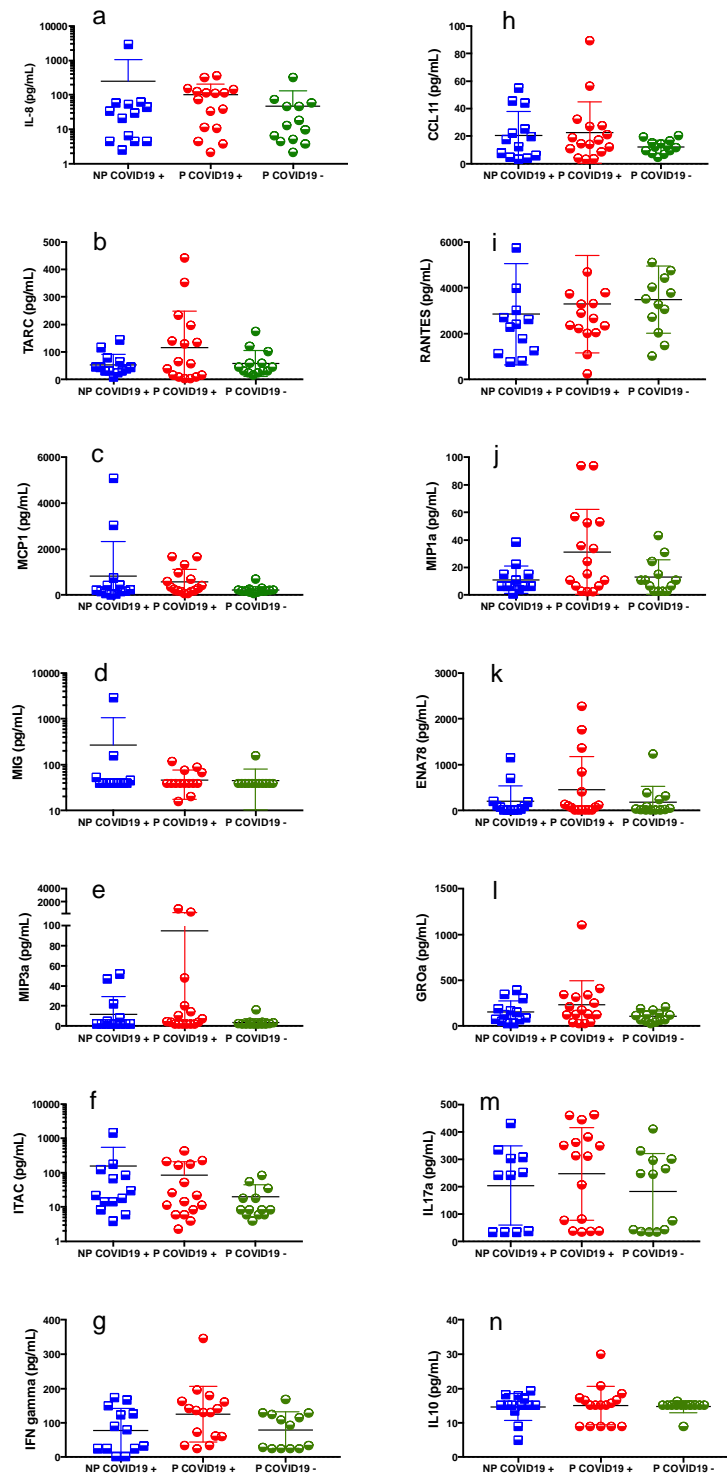 a
IL-8 (pg/mL)
10000
1000
100
10
1
NP COVID19 + P COVID19 + P COVID19 -
h
CCL 11 (pg/mL)
100
80
60
40
20
0
NP COVID19 + P COVID19 + P COVID19 -
b
TARC (pg/mL)
500
400
300
200
100
0
NP COVID19 + P COVID19 + P COVID19 -
i
RANTES (pg/mL)
6000
4000
2000
0
NP COVID19 + P COVID19 + P COVID19 -
c
MCP1 (pg/mL)
6000
4000
2000
0
NP COVID19 + P COVID19 + P COVID19 -
j
MIP1a (pg/mL)
100
80
60
40
20
0
NP COVID19 + P COVID19 + P COVID19 -
d
MIG (pg/mL)
10000
1000
100
10
NP COVID19 + P COVID19 + P COVID19 -
k
ENA78 (pg/mL)
3000
2000
1000
0
NP COVID19 + P COVID19 + P COVID19 -
e
MIP3a (pg/mL)
4000
2000
100
80
60
40
20
0
NP COVID19 + P COVID19 + P COVID19 -
l
GROa (pg/mL)
1500
1000
500
0
NP COVID19 + P COVID19 + P COVID19 -
f
ITAC (pg/mL)
10000
1000
100
10
1
NP COVID19 + P COVID19 + P COVID19 -
m
IL17a (pg/mL)
500
400
300
200
100
0
NP COVID19 + P COVID19 + P COVID19 -
g
IFN gamma (pg/mL)
400
300
200
100
0
NP COVID19 + P COVID19 + P COVID19 -
n
IL10 (pg/mL)
40
30
20
10
0
NP COVID19 + P COVID19 + P COVID19 -